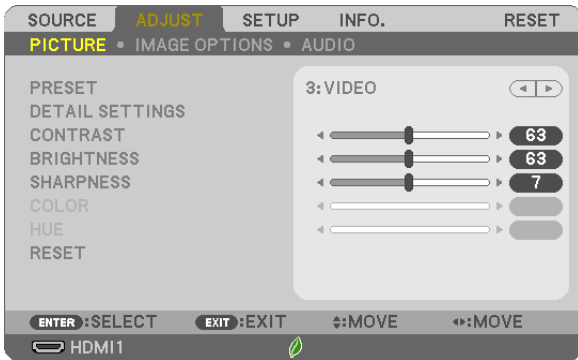 SOURCE ADJUST SETUP INFO. RESET
PICTURE • IMAGE OPTIONS • AUDIO
PRESET 3:VIDEO
DETAIL SETTINGS
CONTRAST 63
BRIGHTNESS 63
SHARPNESS 7
COLOR
HUE
RESET
ENTER :SELECT EXIT :EXIT :MOVE :MOVE
HDMI1